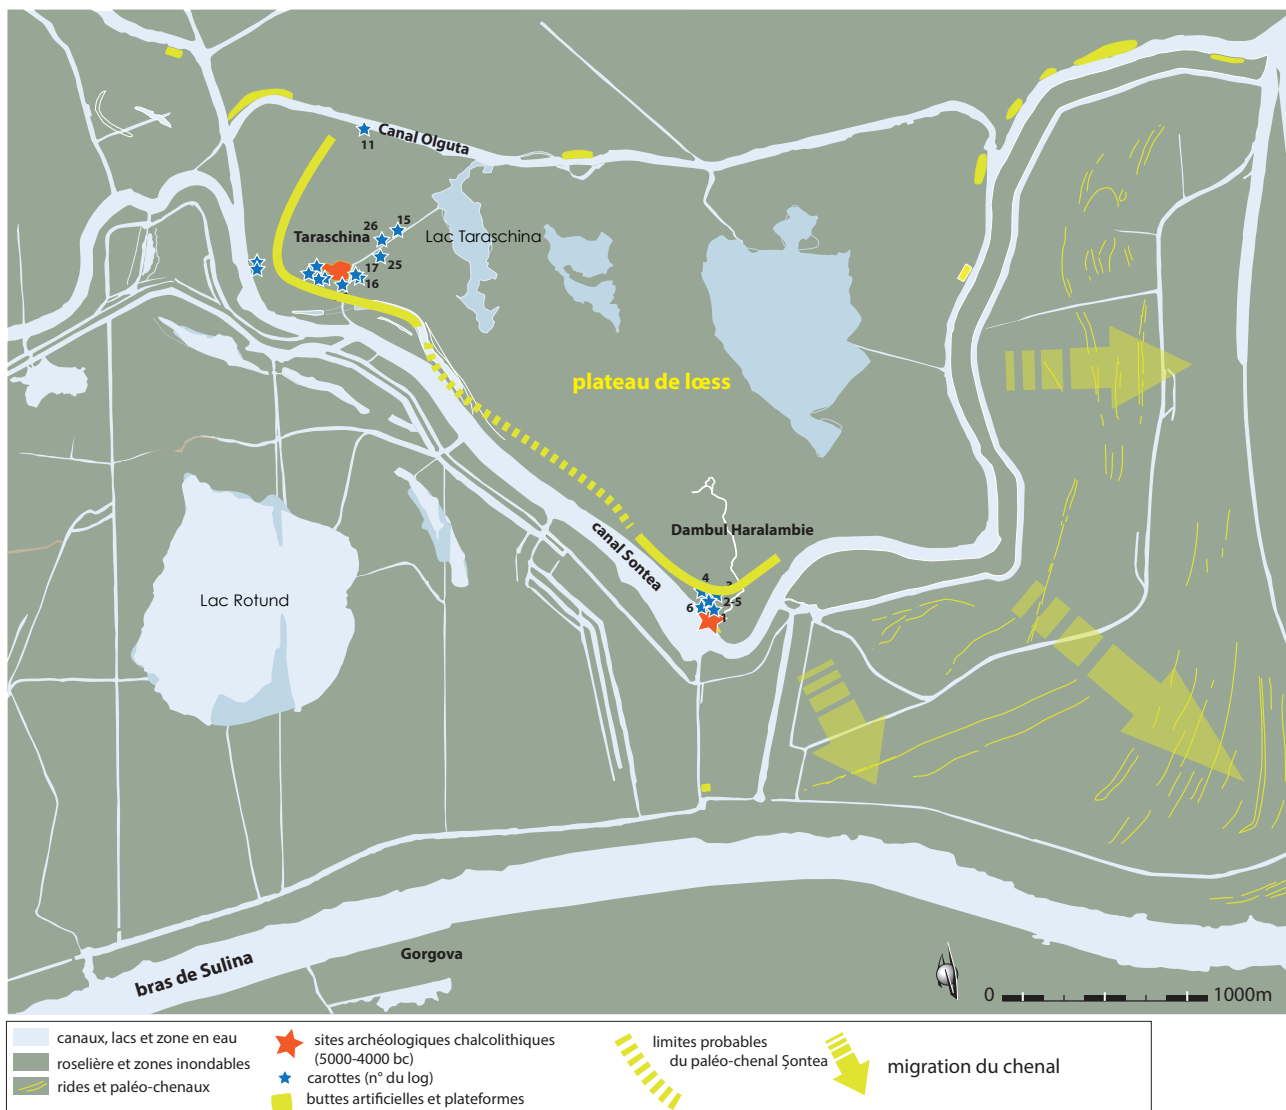 Canal Olguta
11
15
26
Taraschina
Lac Taraschina
25
17
16
plateau de lœss
Dambul Haralambie
canal Sontea
4
3
2-5
6
1
Lac Rotund
Gorgova
bras de Sulina
0
1000m
canaux, lacs et zone en eau
roselière et zones inondables
rides et paléo-chenaux
sites archéologiques chalcolithiques
(5000-4000 bc)
carottes (n° du log)
buttes artificielles et plateformes
limites probables
du paléo-chenal Şontea
migration du chenal